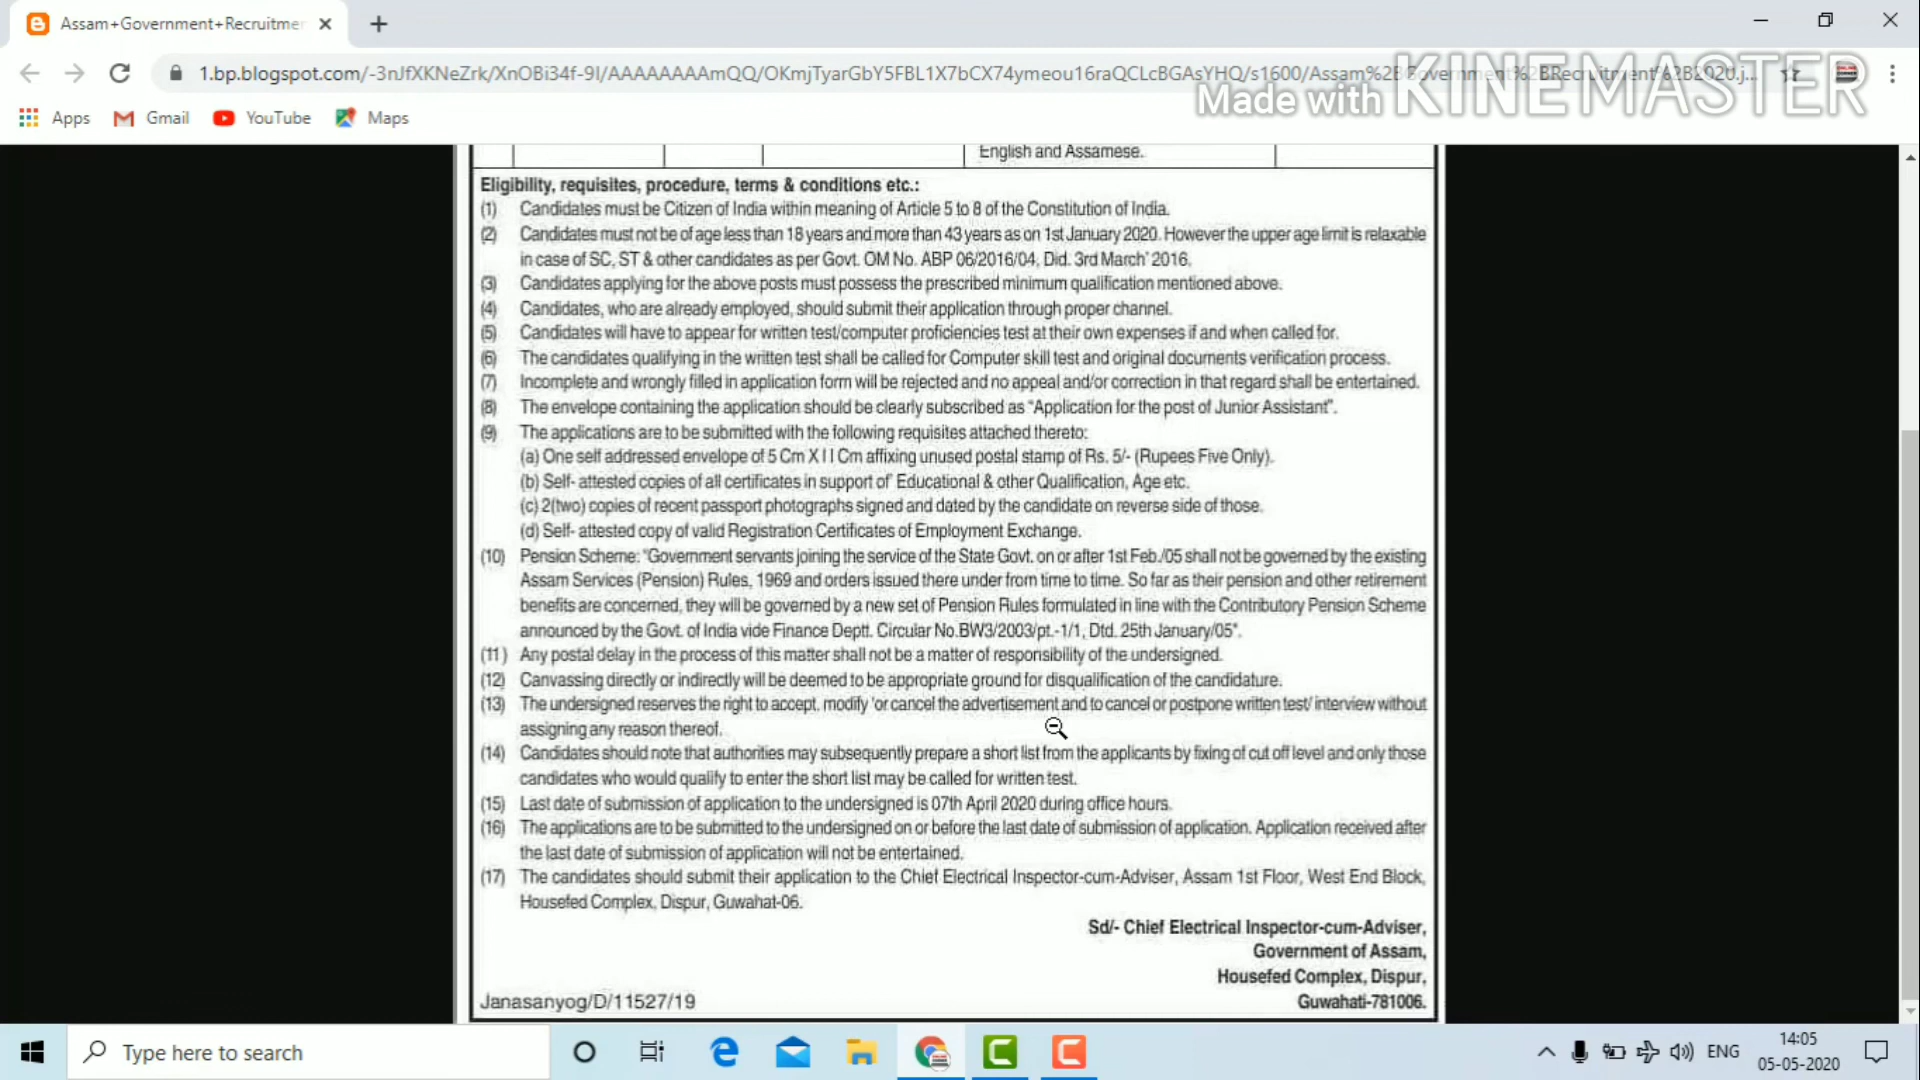 Assam+Government+Recruitmer
1.bp.blogspot.com/-3nJfXKNeZrk/XnOBi34f-9I/AAAAAAAAmQQ/OKmjTyarGbY5FBL1X7bCX74ymeou16raQCLcBGAsYHQ/s1600/Assam%2BGovernment%2BRecruitment%2B2020.j...
Made with KINEMASTER
Apps Gmail YouTube Maps
English and Assamese.
Eligibility, requisites, procedure, terms & conditions etc.:
(1) Candidates must be Citizen of India within meaning of Article 5 to 8 of the Constitution of India.
(2) Candidates must not be of age less than 18 years and more than 43 years as on 1st January 2020. However the upper age limit is relaxable
in case of SC, ST & other candidates as per Govt. OM No. ABP 06/2016/04, Did. 3rd March' 2016.
(3) Candidates applying for the above posts must possess the prescribed minimum qualification mentioned above.
(4) Candidates, who are already employed, should submit their application through proper channel.
(5) Candidates will have to appear for written test/computer proficiencies test at their own expenses if and when called for.
(6) The candidates qualifying in the written test shall be called for Computer skill test and original documents verification process.
(7) Incomplete and wrongly filled in application form will be rejected and no appeal and/or correction in that regard shall be entertained.
(8) The envelope containing the application should be clearly subscribed as "Application for the post of Junior Assistant".
(9) The applications are to be submitted with the following requisites attached thereto:
(a) One self addressed envelope of 5 Cm X I I Cm affixing unused postal stamp of Rs. 5/- (Rupees Five Only).
(b) Self- attested copies of all certificates in support of' Educational & other Qualification, Age etc.
(c) 2(two) copies of recent passport photographs signed and dated by the candidate on reverse side of those.
(d) Self- attested copy of valid Registration Certificates of Employment Exchange.
(10) Pension Scheme: "Government servants joining the service of the State Govt. on or after 1st Feb./05 shall not be governed by the existing
Assam Services (Pension) Rules, 1969 and orders issued there under from time to time. So far as their pension and other retirement
benefits are concerned, they will be governed by a new set of Pension Rules formulated in line with the Contributory Pension Scheme
announced by the Govt. of India vide Finance Deptt. Circular No.BW3/2003/pt.-1/1, Dtd. 25th January/05".
(11) Any postal delay in the process of this matter shall not be a matter of responsibility of the undersigned.
(12) Canvassing directly or indirectly will be deemed to be appropriate ground for disqualification of the candidature.
(13) The undersigned reserves the right to accept, modify 'or cancel the advertisement and to cancel or postpone written test/ interview without
assigning any reason thereof.
(14) Candidates should note that authorities may subsequently prepare a short list from the applicants by fixing of cut off level and only those
candidates who would qualify to enter the short list may be called for written test.
(15) Last date of submission of application to the undersigned is 07th April 2020 during office hours.
(16) The applications are to be submitted to the undersigned on or before the last date of submission of application. Application received after
the last date of submission of application will not be entertained.
(17) The candidates should submit their application to the Chief Electrical Inspector-cum-Adviser, Assam 1st Floor, West End Block,
Housefed Complex, Dispur, Guwahat-06.
Sd/- Chief Electrical Inspector-cum-Adviser,
Government of Assam,
Housefed Complex, Dispur,
Janasanyog/D/11527/19 Guwahati-781006.
Type here to search
ENG
14:05
05-05-2020